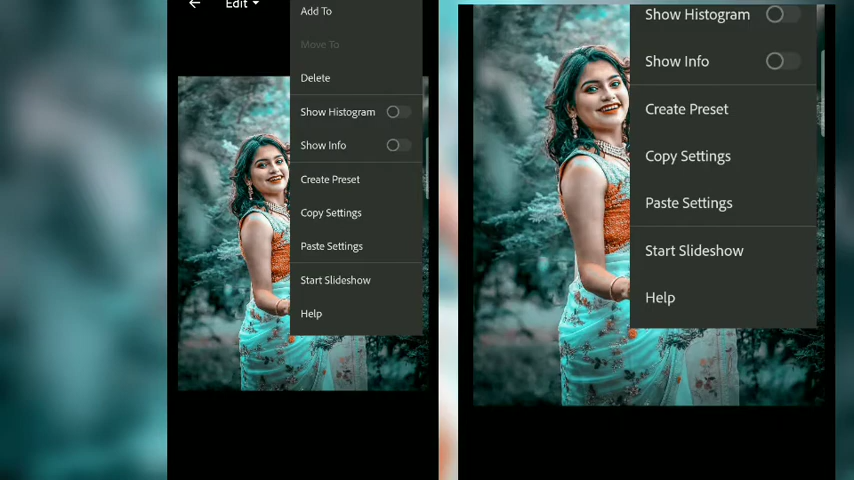 Edit
Add To
Move To
Delete
Show Histogram
Show Info
Create Preset
Copy Settings
Paste Settings
Start Slideshow
Help
Show Histogram
Show Info
Create Preset
Copy Settings
Paste Settings
Start Slideshow
Help